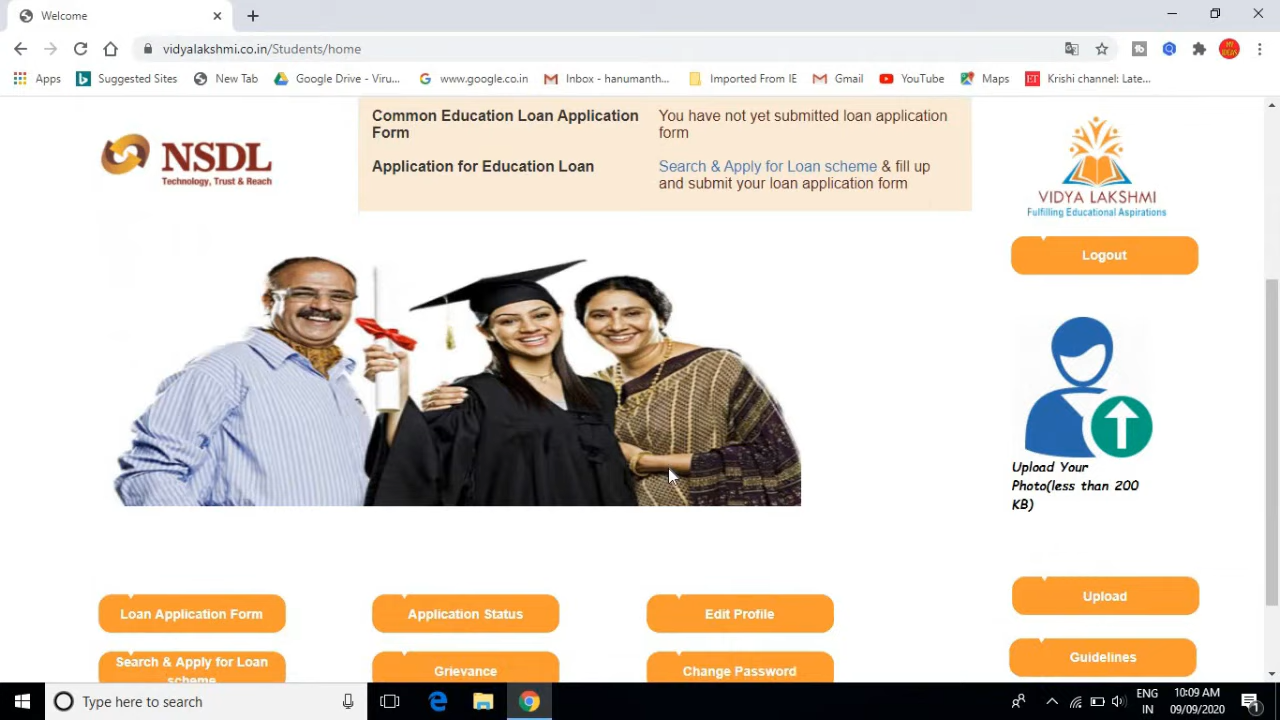 Welcome
vidyalakshmi.co.in/Students/home
Apps
Suggested Sites
New Tab
Google Drive - Viru...
www.google.co.in
Inbox - hanumanth...
Imported From IE
Gmail
YouTube
Maps
Krishi channel: Late...
NSDL
Technology, Trust & Reach
Common Education Loan Application
Form
You have not yet submitted loan application
form
Application for Education Loan
Search & Apply for Loan scheme & fill up
and submit your loan application form
VIDYA LAKSHMI
Fulfilling Educational Aspirations
Logout
Upload Your
Photo(less than 200
KB)
Upload
Guidelines
Loan Application Form
Application Status
Edit Profile
Search & Apply for Loan
scheme
Grievance
Change Password
Type here to search
ENG
IN
10:09 AM
09/09/2020
1